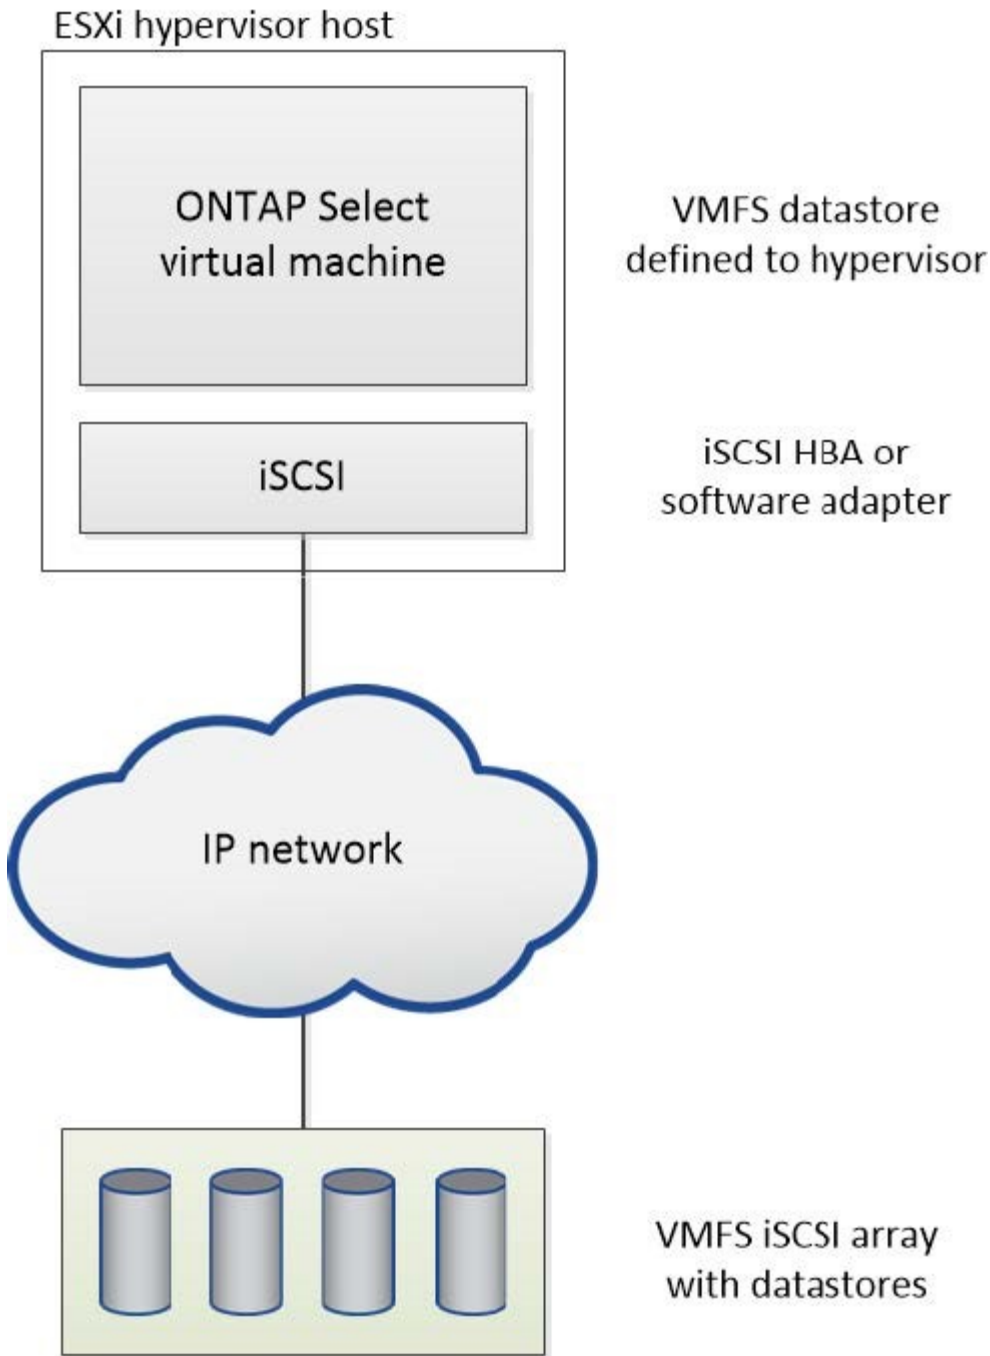 ESXi hypervisor host
ONTAP Select
virtual machine
VMFS datastore
defined to hypervisor
iSCSI
iSCSI HBA or
software adapter
IP network
VMFS iSCSI array
with datastores